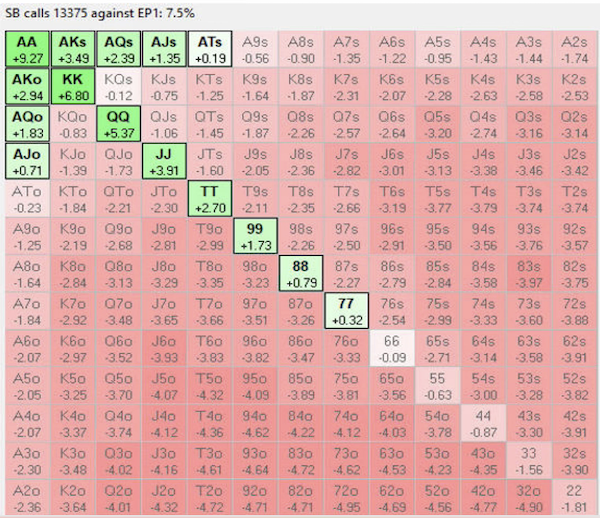 SB calls 13375 against EP1: 7.5%
AA AKs AQs AJs ATs A9s A8s A7s A6s A5s A4s A3s A2s
+9.27 +3.49 +2.39 +1.35 +0.19 -0.56 -0.90 -1.35 -1.22 -0.95 -1.43 -1.44 -1.74
AKo KK KQs KJs KTs K9s K8s K7s K6s K5s K4s K3s K2s
+2.94 +6.80 -0.12 -0.75 -1.25 -1.64 -1.87 -2.31 -2.07 -2.28 -2.63 -2.58 -2.53
AQo KQo QQ QJs QTs Q9s Q8s Q7s Q6s Q5s Q4s Q3s Q2s
+1.83 -0.83 +5.37 -1.06 -1.45 -1.87 -2.26 -2.57 -2.64 -3.20 -2.74 -3.16 -3.14
AJo KJo QJo JJ JTs J9s J8s J7s J6s J5s J4s J3s J2s
+0.71 -1.39 -1.73 +3.91 -1.60 -2.05 -2.36 -2.82 -3.01 -3.13 -3.38 -3.46 -3.42
ATo KTo QTo JTo TT T9s T8s T7s T6s T5s T4s T3s T2s
-0.23 -1.84 -2.21 -2.30 +2.70 -2.11 -2.35 -2.66 -3.19 -3.77 -3.79 -3.74 -3.74
A9o K9o Q9o J9o T9o 99 98s 97s 96s 95s 94s 93s 92s
-1.25 -2.19 -2.68 -2.81 -2.99 +1.73 -2.26 -2.50 -2.91 -3.50 -3.56 -3.76 -3.57
A8o K8o Q8o J8o T8o 98o 88 87s 86s 85s 84s 83s 82s
-1.64 -2.84 -3.13 -3.29 -3.35 -3.23 +0.79 -2.27 -2.79 -2.84 -3.58 -3.97 -3.75
A7o K7o Q7o J7o T7o 97o 87o 77 76s 75s 74s 73s 72s
-1.84 -2.92 -3.48 -3.65 -3.66 -3.51 -3.26 +0.32 -2.54 -2.99 -3.33 -3.60 -3.88
A6o K6o Q6o J6o T6o 96o 86o 76o 66 65s 64s 63s 62s
-2.07 -2.97 -3.52 -3.93 -3.83 -3.82 -3.47 -3.33 -0.09 -2.71 -3.14 -3.58 -3.91
A5o K5o Q5o J5o T5o 95o 85o 75o 65o 55 54s 53s 52s
-2.05 -3.25 -3.70 -4.07 -4.32 -4.09 -3.89 -3.81 -3.56 -0.63 -3.00 -3.28 -3.82
A4o K4o Q4o J4o T4o 94o 84o 74o 64o 54o 44 43s 42s
-2.07 -3.37 -3.74 -4.12 -4.36 -4.62 -4.22 -4.12 -4.03 -3.78 -0.87 -3.30 -3.91
A3o K3o Q3o J3o T3o 93o 83o 73o 63o 53o 43o 33 32s
-2.30 -3.48 -4.02 -4.16 -4.61 -4.64 -4.72 -4.62 -4.53 -4.23 -4.35 -1.56 -3.90
A2o K2o Q2o J2o T2o 92o 82o 72o 62o 52o 42o 32o 22
-2.36 -3.64 -4.01 -4.32 -4.72 -4.71 -4.71 -4.95 -4.69 -4.56 -4.77 -4.90 -1.81